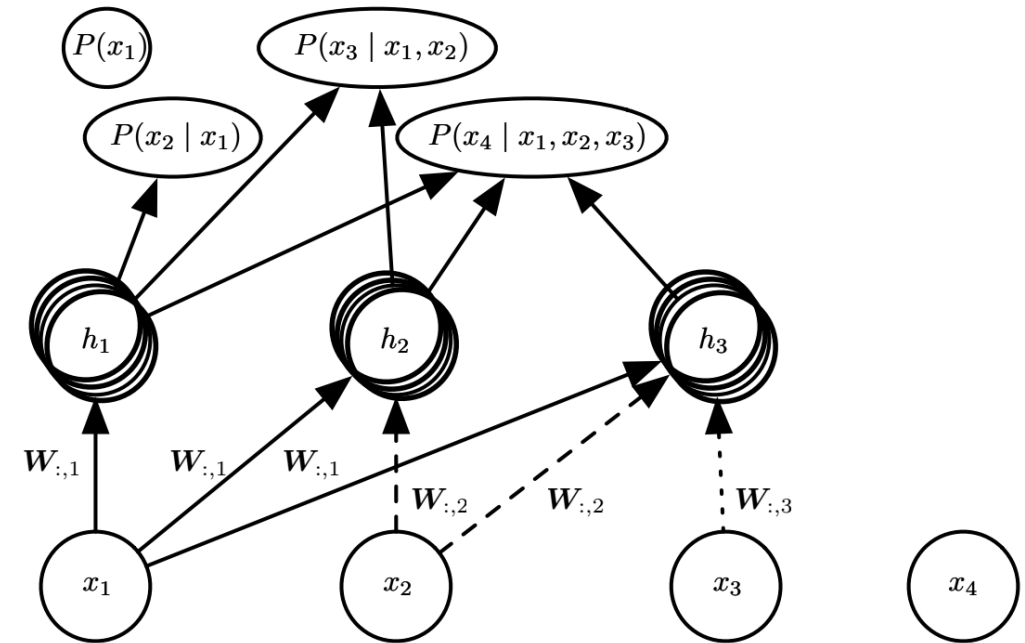 P(x₁)
P(x₃ | x₁, x₂)
P(x₂ | x₁)
P(x₄ | x₁, x₂, x₃)
h₁
h₂
h₃
W:,₁
W:,₁
W:,₁
W:,₂
W:,₂
W:,₃
x₁
x₂
x₃
x₄